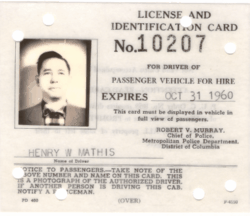 LICENSE AND
IDENTIFICATION CARD
No. 10207
FOR DRIVER OF
PASSENGER VEHICLE FOR HIRE
EXPIRES OCT 31 1960
This card must be displayed in vehicle in
full view of passengers.
ROBERT V. MURRAY,
Chief of Police,
Metropolitan Police Department,
District of Columbia
HENRY W MATHIS
Name of Driver
NOTICE TO PASSENGERS—TAKE NOTE OF THE
ABOVE NUMBER AND NAME ON THIS CARD. THIS
IS A PHOTOGRAPH OF THE AUTHORIZED DRIVER. IF
ANOTHER PERSON IS DRIVING THIS CAR,
NOTIFY A POLICEMAN.
(OVER)